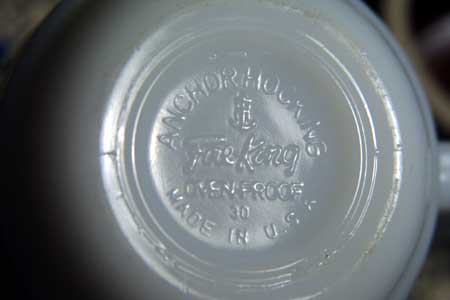 ANCHOR HOCKING
Fire King
OVEN-PROOF
30
MADE IN U.S.A.